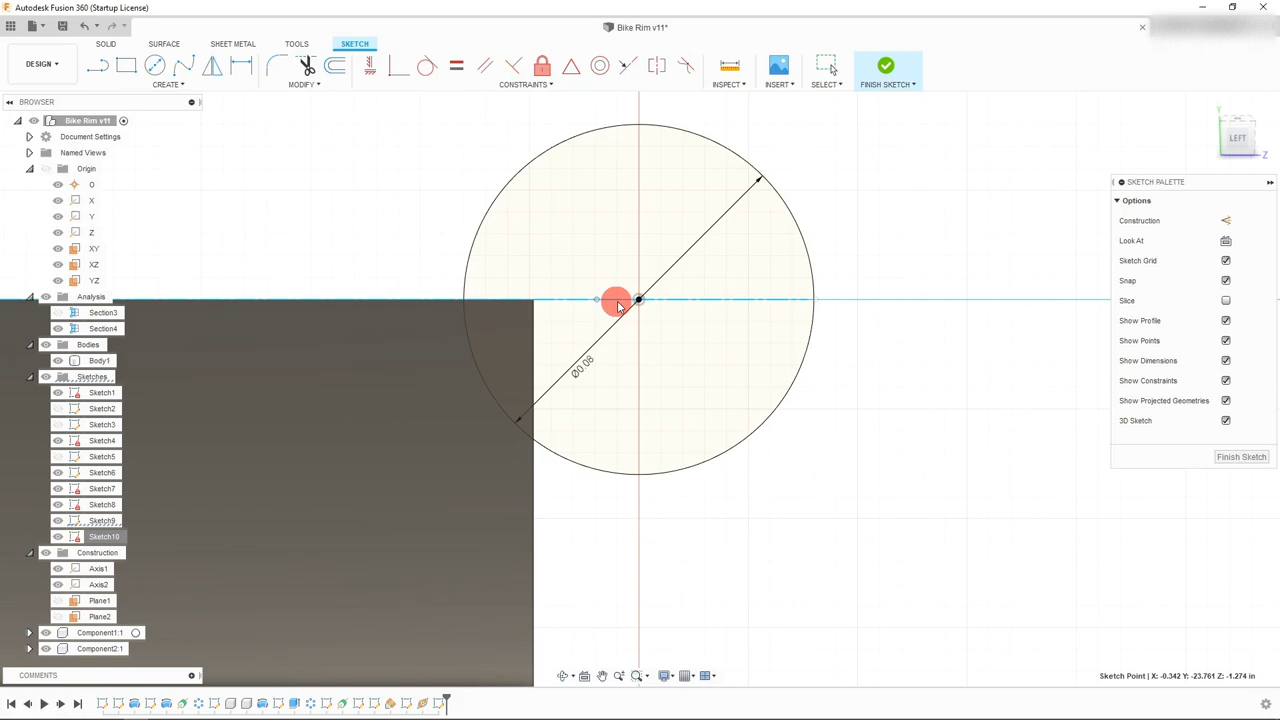 Autodesk Fusion 360 (Startup License)
Bike Rim v11*
SOLID SURFACE SHEET METAL TOOLS SKETCH
DESIGN
CREATE MODIFY CONSTRAINTS INSPECT INSERT SELECT FINISH SKETCH
BROWSER
Bike Rim v11
Document Settings
Named Views
Origin
O
X
Y
Z
XY
XZ
YZ
Analysis
Section3
Section4
Bodies
Body1
Sketches
Sketch1
Sketch2
Sketch3
Sketch4
Sketch5
Sketch6
Sketch7
Sketch8
Sketch9
Sketch10
Construction
Axis1
Axis2
Plane1
Plane2
Component1:1
Component2:1
COMMENTS
Ø0.08
Y
LEFT
Z
SKETCH PALETTE
Options
Construction
Look At
Sketch Grid
Snap
Slice
Show Profile
Show Points
Show Dimensions
Show Constraints
Show Projected Geometries
3D Sketch
Finish Sketch
Sketch Point | X: -0.342 Y: -23.761 Z: -1.274 in